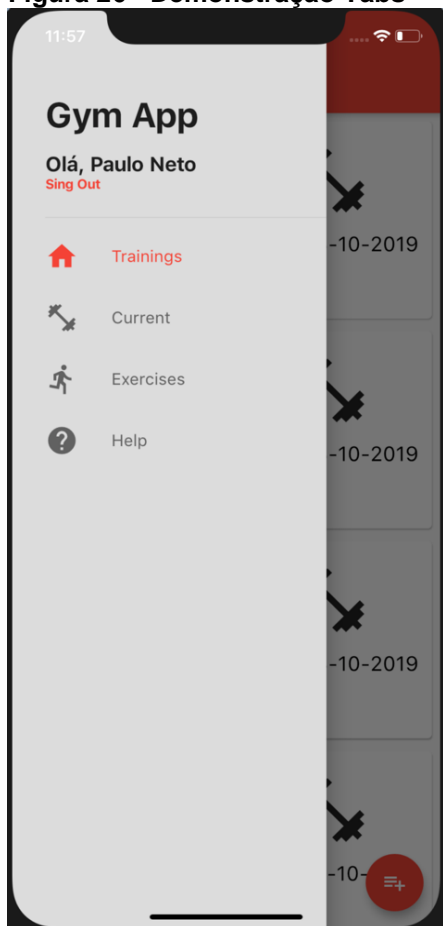 11:57
Gym App
Olá, Paulo Neto
Sing Out
Trainings
Current
Exercises
Help
-10-2019
-10-2019
-10-2019
-10-